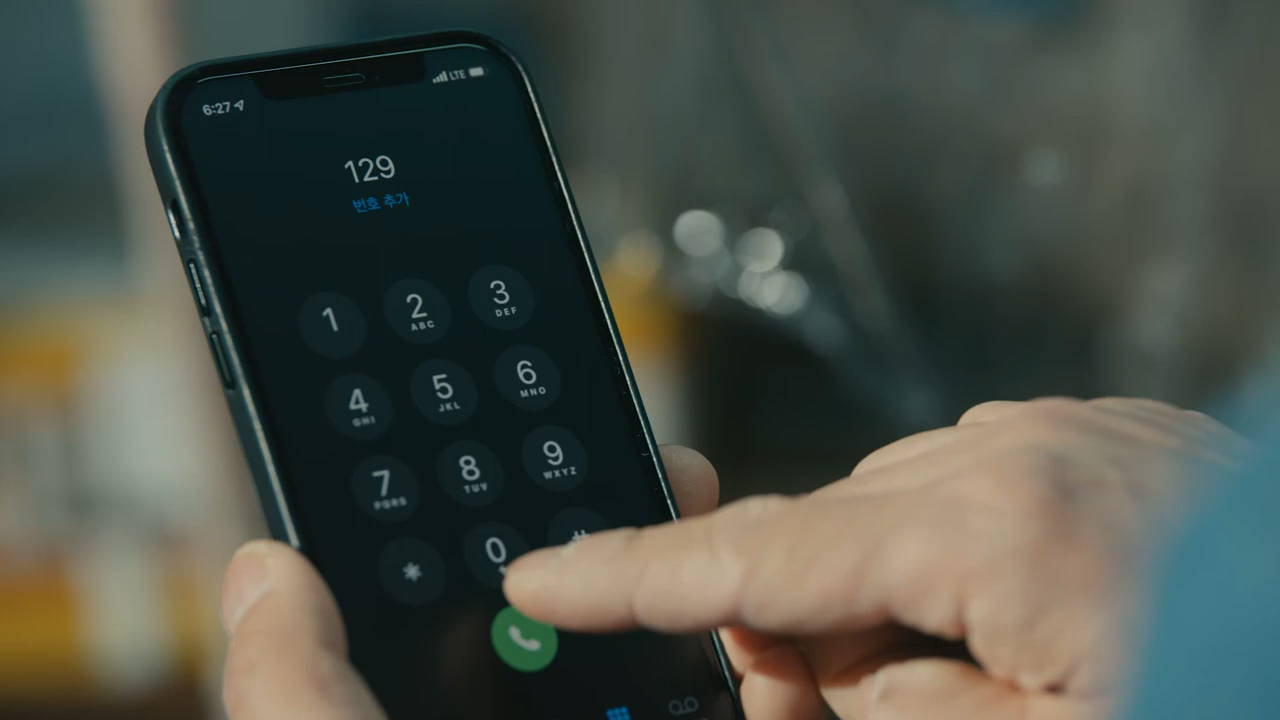 6:27
LTE
129
번호 추가
1
2
ABC
3
DEF
4
GHI
5
JKL
6
MNO
7
PQRS
8
TUV
9
WXYZ
*
0
#